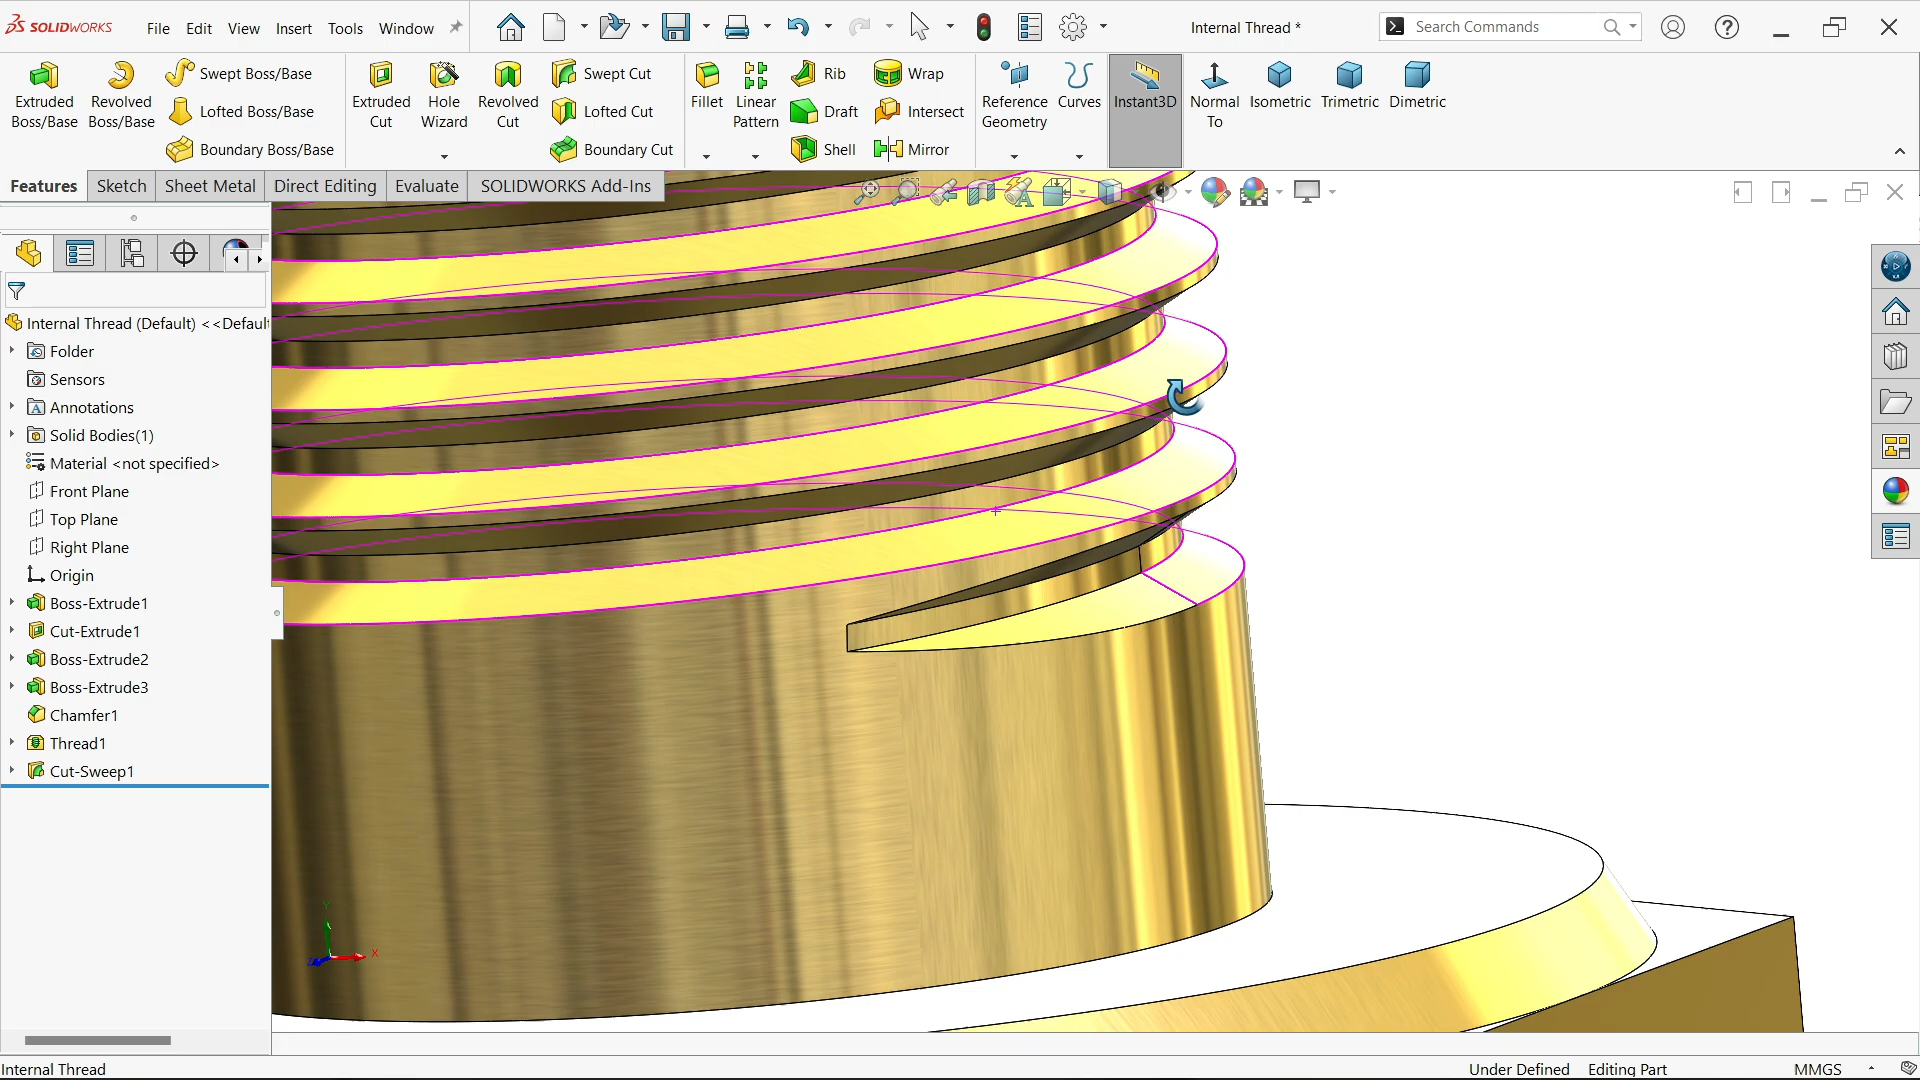 SOLIDWORKS
File Edit View Insert Tools Window
Internal Thread *
Search Commands
Extruded Boss/Base
Revolved Boss/Base
Swept Boss/Base
Lofted Boss/Base
Boundary Boss/Base
Extruded Cut
Hole Wizard
Revolved Cut
Swept Cut
Lofted Cut
Boundary Cut
Fillet
Linear Pattern
Rib
Draft
Shell
Wrap
Intersect
Mirror
Reference Geometry
Curves
Instant3D
Normal To
Isometric
Trimetric
Dimetric
Features Sketch Sheet Metal Direct Editing Evaluate SOLIDWORKS Add-Ins
Internal Thread (Default) <<Defaul
Folder
Sensors
Annotations
Solid Bodies(1)
Material <not specified>
Front Plane
Top Plane
Right Plane
Origin
Boss-Extrude1
Cut-Extrude1
Boss-Extrude2
Boss-Extrude3
Chamfer1
Thread1
Cut-Sweep1
Y
X
Internal Thread
Under Defined Editing Part MMGS